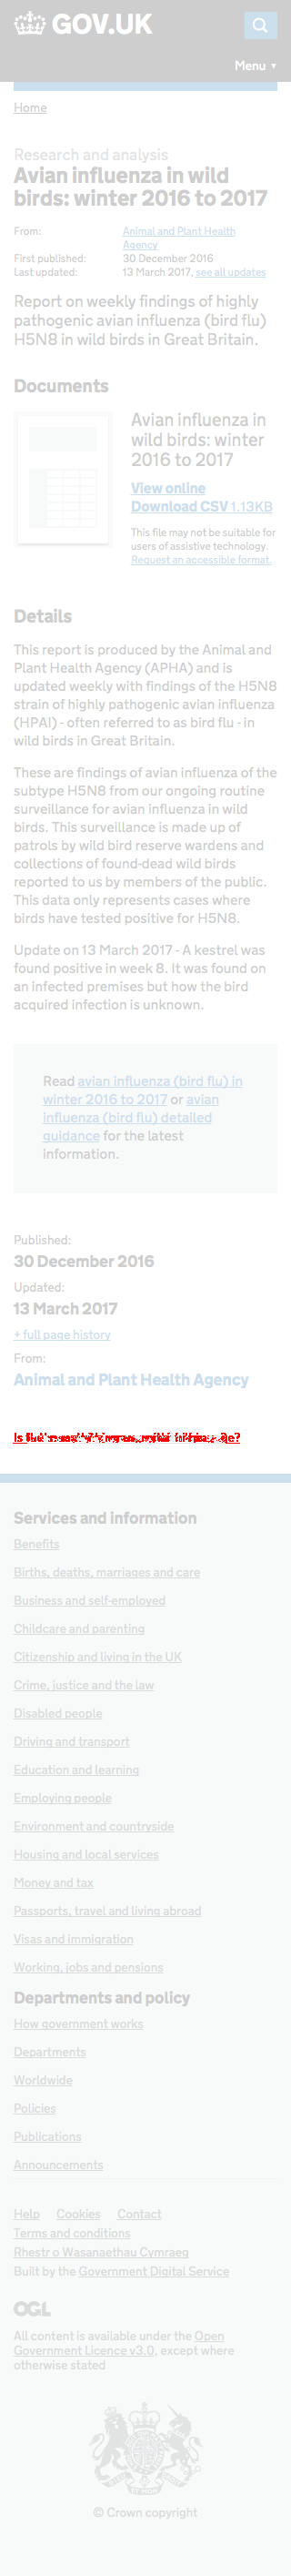 GOV.UK
Menu ▼
Home
Research and analysis
Avian influenza in wild
birds: winter 2016 to 2017
From: Animal and Plant Health
Agency
First published: 30 December 2016
Last updated: 13 March 2017, see all updates
Report on weekly findings of highly
pathogenic avian influenza (bird flu)
H5N8 in wild birds in Great Britain.
Documents
Avian influenza in
wild birds: winter
2016 to 2017
View online
Download CSV 1.13KB
This file may not be suitable for
users of assistive technology.
Request an accessible format.
Details
This report is produced by the Animal and
Plant Health Agency (APHA) and is
updated weekly with findings of the H5N8
strain of highly pathogenic avian influenza
(HPAI) - often referred to as bird flu - in
wild birds in Great Britain.
These are findings of avian influenza of the
subtype H5N8 from our ongoing routine
surveillance for avian influenza in wild
birds. This surveillance is made up of
patrols by wild bird reserve wardens and
collections of found-dead wild birds
reported to us by members of the public.
This data only represents cases where
birds have tested positive for H5N8.
Update on 13 March 2017 - A kestrel was
found positive in week 8. It was found on
an infected premises but how the bird
acquired infection is unknown.
Read avian influenza (bird flu) in
winter 2016 to 2017 or avian
influenza (bird flu) detailed
guidance for the latest
information.
Published:
30 December 2016
Updated:
13 March 2017
+ full page history
From:
Animal and Plant Health Agency
Is
Services and information
Benefits
Births, deaths, marriages and care
Business and self-employed
Childcare and parenting
Citizenship and living in the UK
Crime, justice and the law
Disabled people
Driving and transport
Education and learning
Employing people
Environment and countryside
Housing and local services
Money and tax
Passports, travel and living abroad
Visas and immigration
Working, jobs and pensions
Departments and policy
How government works
Departments
Worldwide
Policies
Publications
Announcements
Help Cookies Contact
Terms and conditions
Rhestr o Wasanaethau Cymraeg
Built by the Government Digital Service
OGL
All content is available under the Open
Government Licence v3.0, except where
otherwise stated
© Crown copyright